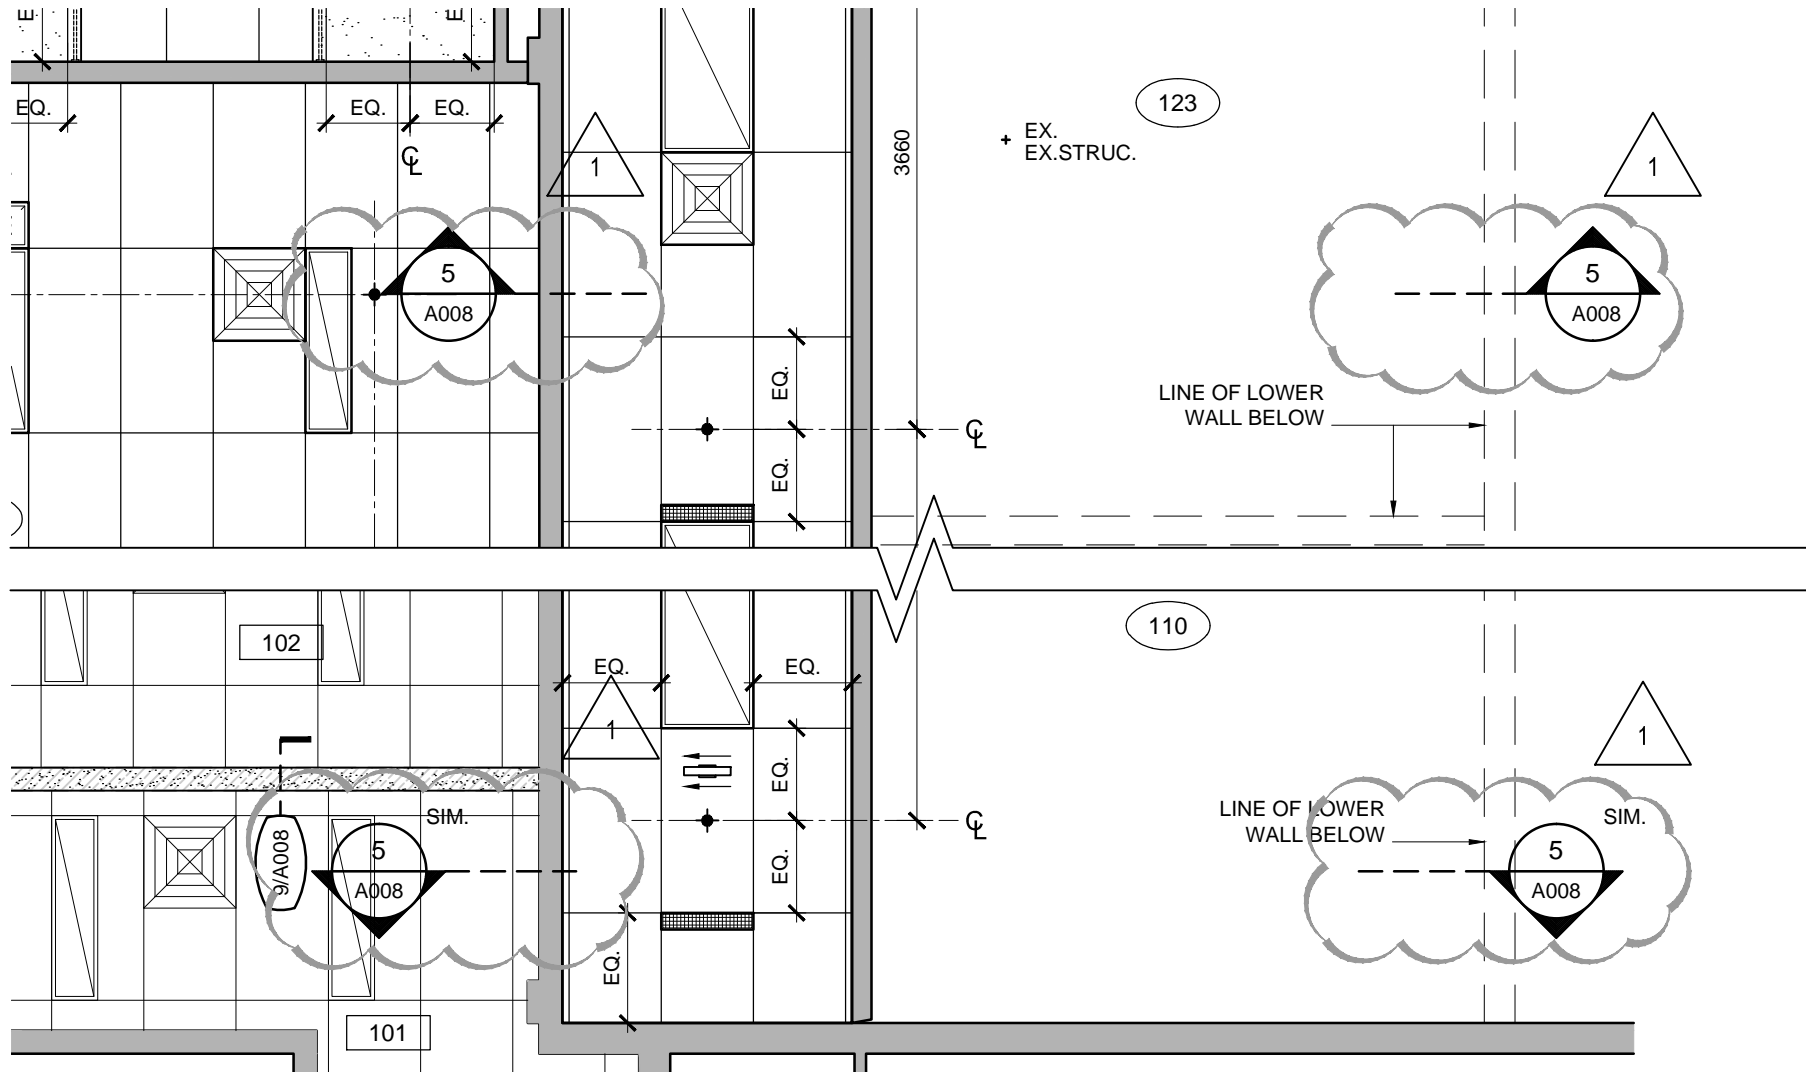 E
E
EQ.
EQ.
EQ.
℄
1
3660
123
EX.
EX.STRUC.
1
5
A008
5
A008
EQ.
LINE OF LOWER
WALL BELOW
℄
EQ.
102
110
EQ.
EQ.
1
1
EQ.
SIM.
LINE OF LOWER
WALL BELOW
SIM.
℄
9/A008
5
A008
EQ.
5
A008
EQ.
101